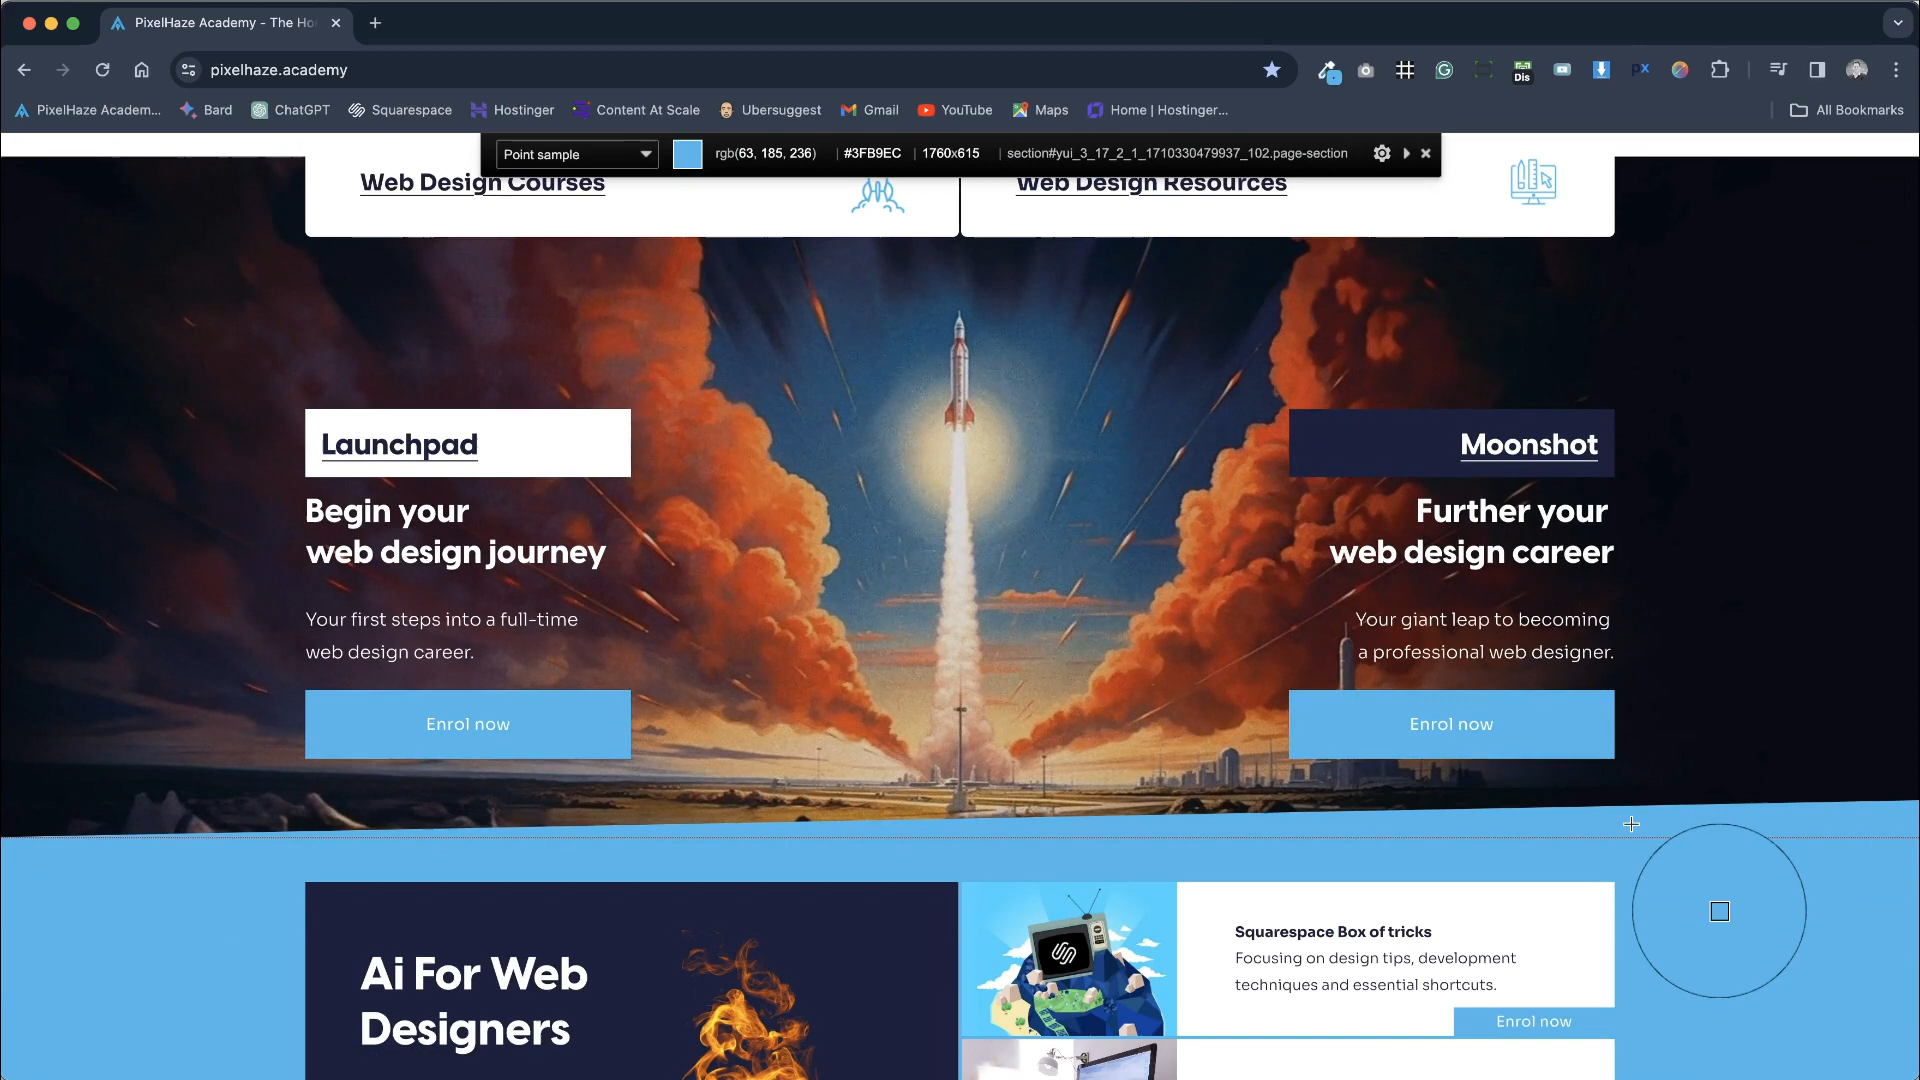 PixelHaze Academy - The Ho
pixelhaze.academy
Dis
pX
PixelHaze Academ...
Bard
ChatGPT
Squarespace
Hostinger
Content At Scale
Ubersuggest
Gmail
YouTube
Maps
Home | Hostinger...
All Bookmarks
Point sample
rgb(63, 185, 236)
| #3FB9EC
| 1760x615
| section#yui_3_17_2_1_1710330479937_102.page-section
Web Design Courses
Web Design Resources
Launchpad
Begin your
web design journey
Your first steps into a full-time
web design career.
Enrol now
Moonshot
Further your
web design career
Your giant leap to becoming
a professional web designer.
Enrol now
Ai For Web
Designers
Squarespace Box of tricks
Focusing on design tips, development
techniques and essential shortcuts.
Enrol now